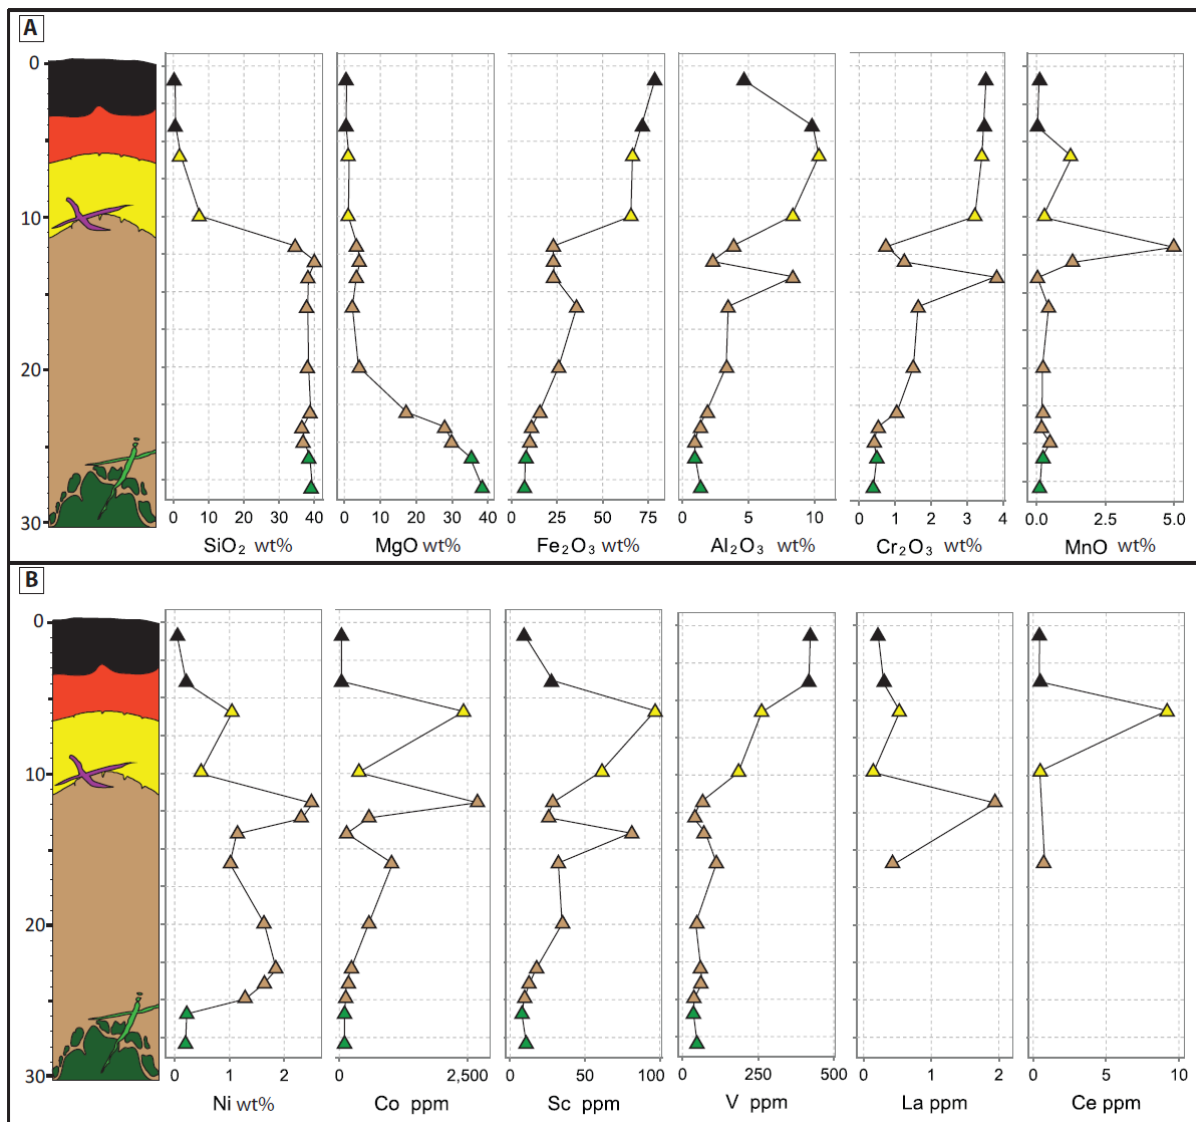 A
0
10
20
30
0 10 20 30 40
0 10 20 30 40
0 25 50 75
0 5 10
0 1 2 3 4
0.0 2.5 5.0
SiO₂ wt%
MgO wt%
Fe₂O₃ wt%
Al₂O₃ wt%
Cr₂O₃ wt%
MnO wt%
B
0
10
20
30
0 1 2
0 2,500
0 50 100
0 250 500
0 1 2
0 5 10
Ni wt%
Co ppm
Sc ppm
V ppm
La ppm
Ce ppm